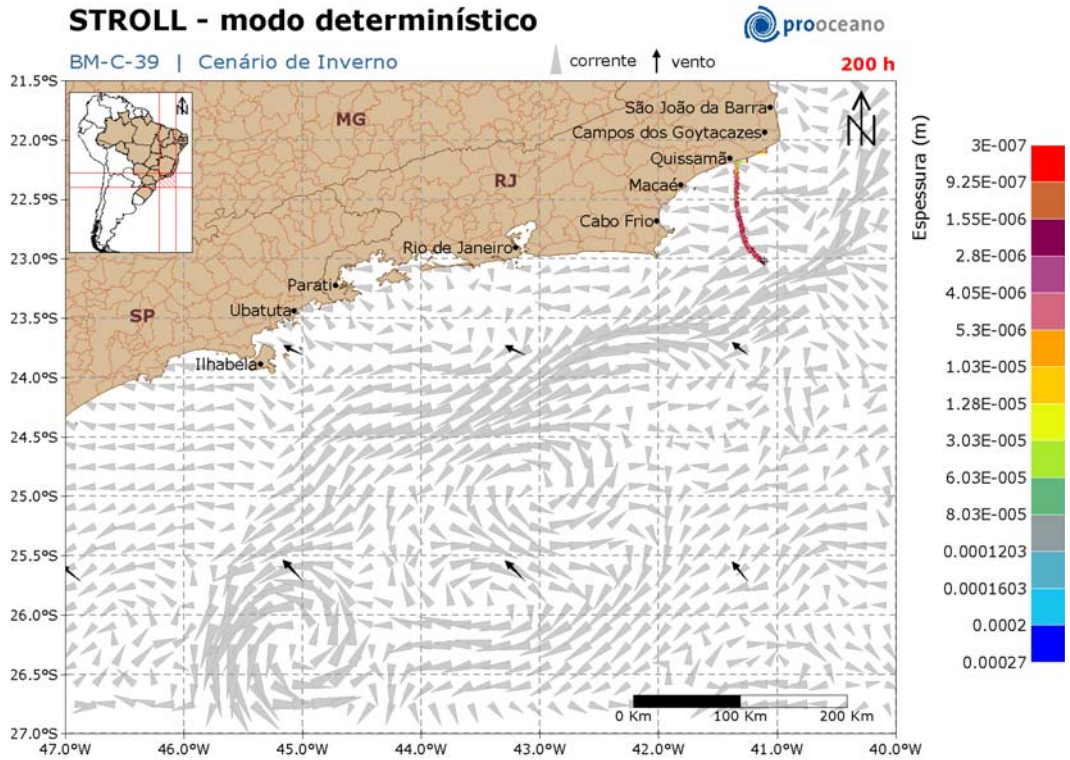 STROLL - modo determinístico
prooceano
BM-C-39 | Cenário de Inverno
corrente
vento
200 h
21.5°S
22.0°S
22.5°S
23.0°S
23.5°S
24.0°S
24.5°S
25.0°S
25.5°S
26.0°S
26.5°S
27.0°S
N
MG
RJ
SP
São João da Barra
Campos dos Goytacazes
Quissamã
Macaé
Cabo Frio
Rio de Janeiro
Parati
Ubatuta
Ilhabela
N
0 Km 100 Km 200 Km
47.0°W 46.0°W 45.0°W 44.0°W 43.0°W 42.0°W 41.0°W 40.0°W
Espessura (m)
3E-007
9.25E-007
1.55E-006
2.8E-006
4.05E-006
5.3E-006
1.03E-005
1.28E-005
3.03E-005
6.03E-005
8.03E-005
0.0001203
0.0001603
0.0002
0.00027